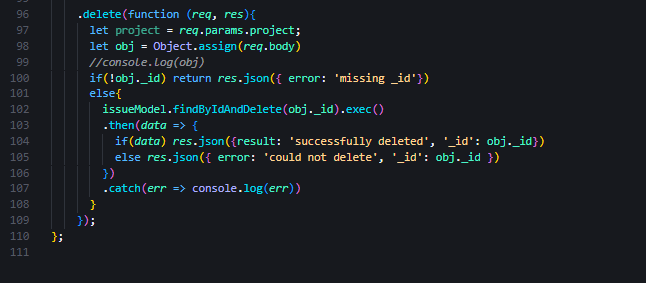 95
96 .delete(function (req, res){
97 let project = req.params.project;
98 let obj = Object.assign(req.body)
99 //console.log(obj)
100 if(!obj._id) return res.json({ error: 'missing _id'})
101 else{
102 issueModel.findByIdAndDelete(obj._id).exec()
103 .then(data => {
104 if(data) res.json({result: 'successfully deleted', '_id': obj._id})
105 else res.json({ error: 'could not delete', '_id': obj._id })
106 })
107 .catch(err => console.log(err))
108 }
109 });
110 };
111